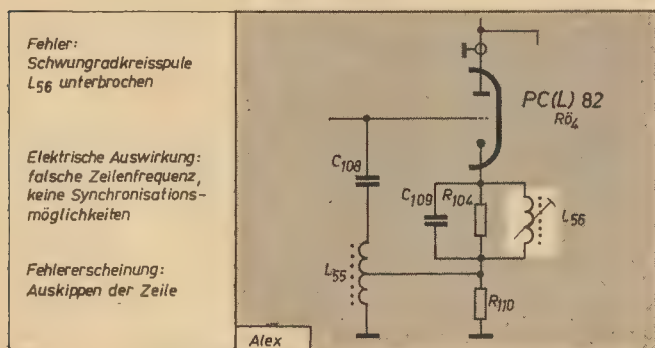 Fehler:
Schwungradkreisspule
L56 unterbrochen
Elektrische Auswirkung:
falsche Zeilenfrequenz,
keine Synchronisations-
möglichkeiten
Fehlererscheinung:
Auskippen der Zeile
PC(L) 82
Rö4
C108
C109
R104
L56
L55
R110
Alex